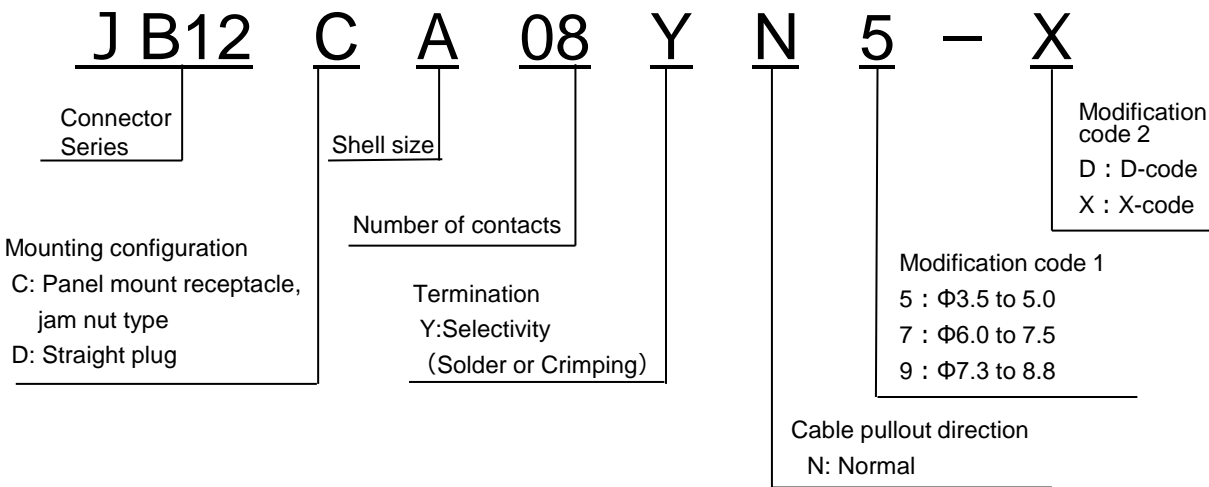 J B12 C A 08 Y N 5 － X
Connector
Series
Shell size
Number of contacts
Mounting configuration
C: Panel mount receptacle,
jam nut type
D: Straight plug
Termination
Y:Selectivity
（Solder or Crimping）
Modification
code 2
D：D-code
X：X-code
Modification code 1
5：Φ3.5 to 5.0
7：Φ6.0 to 7.5
9：Φ7.3 to 8.8
Cable pullout direction
N: Normal